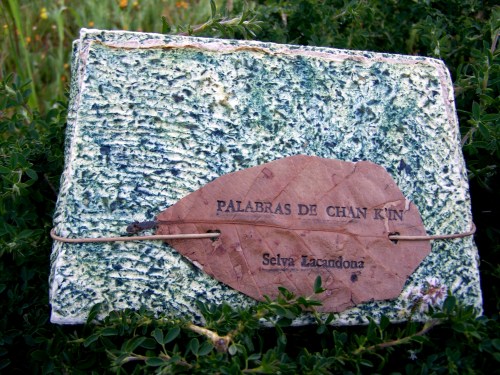 PALABRAS DE CHAN K'IN
Selva Lacandona